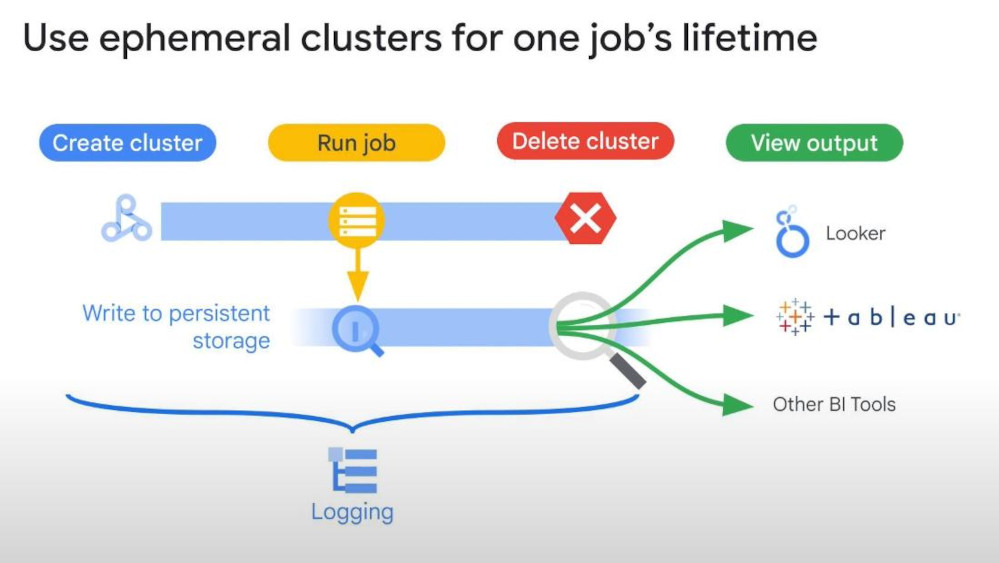 Use ephemeral clusters for one job's lifetime
Create cluster
Run job
Delete cluster
View output
Looker
Write to persistent
storage
+ableau
Other BI Tools
Logging